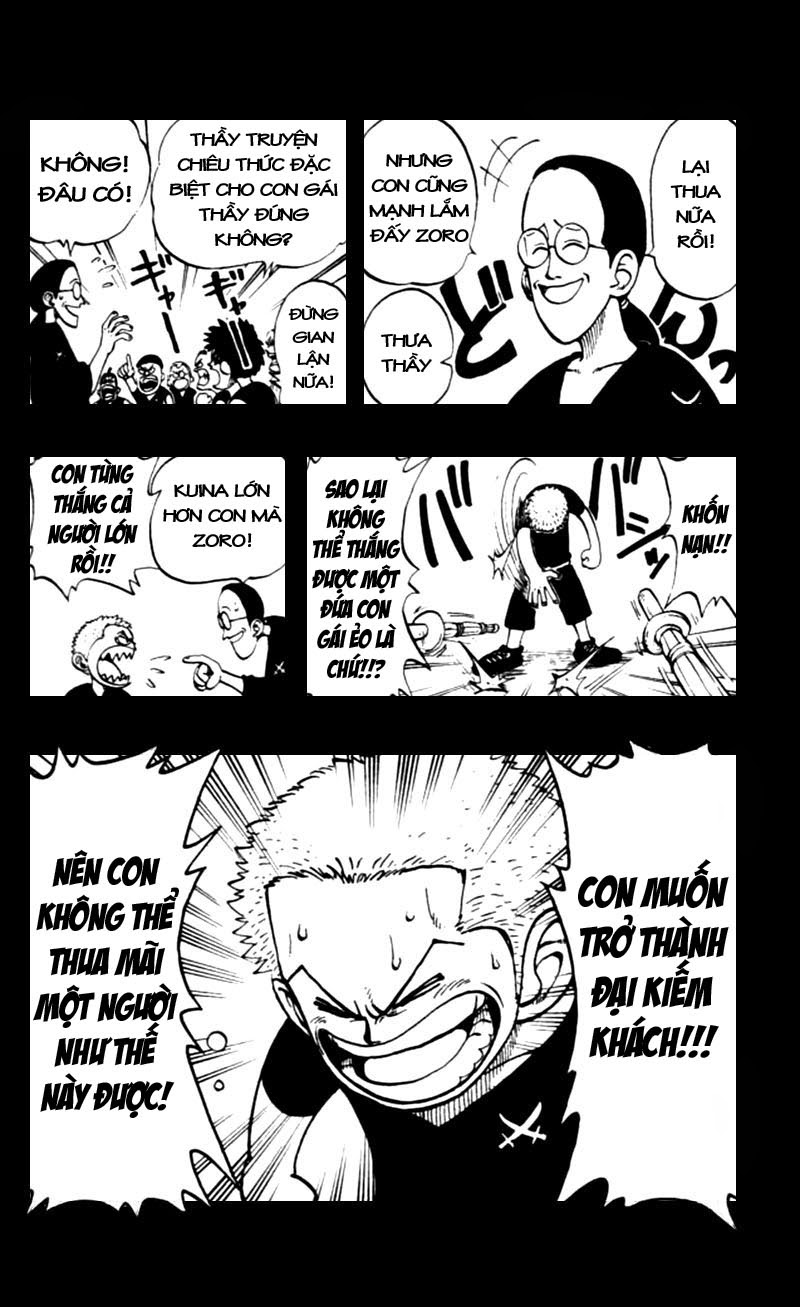 LẠI
THUA
NỮA
RỒI!
NHƯNG
CON CŨNG
MẠNH LẮM
ĐẤY ZORO
THƯA
THẦY
THẦY TRUYỆN
CHIÊU THỨC ĐẶC
BIỆT CHO CON GÁI
THẦY ĐÚNG
KHÔNG?
ĐỪNG
GIAN
LẬN
NỮA!
KHÔNG!
ĐÂU CÓ!
KHỐN
NẠN!!
SAO LẠI
KHÔNG
THỂ THẮNG
ĐƯỢC MỘT
ĐỨA CON
GÁI ẺO LẢ
CHỨ!!?
KUINA LỚN
HƠN CON MÀ
ZORO!
CON TỪNG
THẮNG CẢ
NGƯỜI LỚN
RỒI!!
CON MUỐN
TRỞ THÀNH
ĐẠI KIẾM
KHÁCH!!!
NÊN CON
KHÔNG THỂ
THUA MÃI
MỘT NGƯỜI
NHƯ THẾ
NÀY ĐƯỢC!